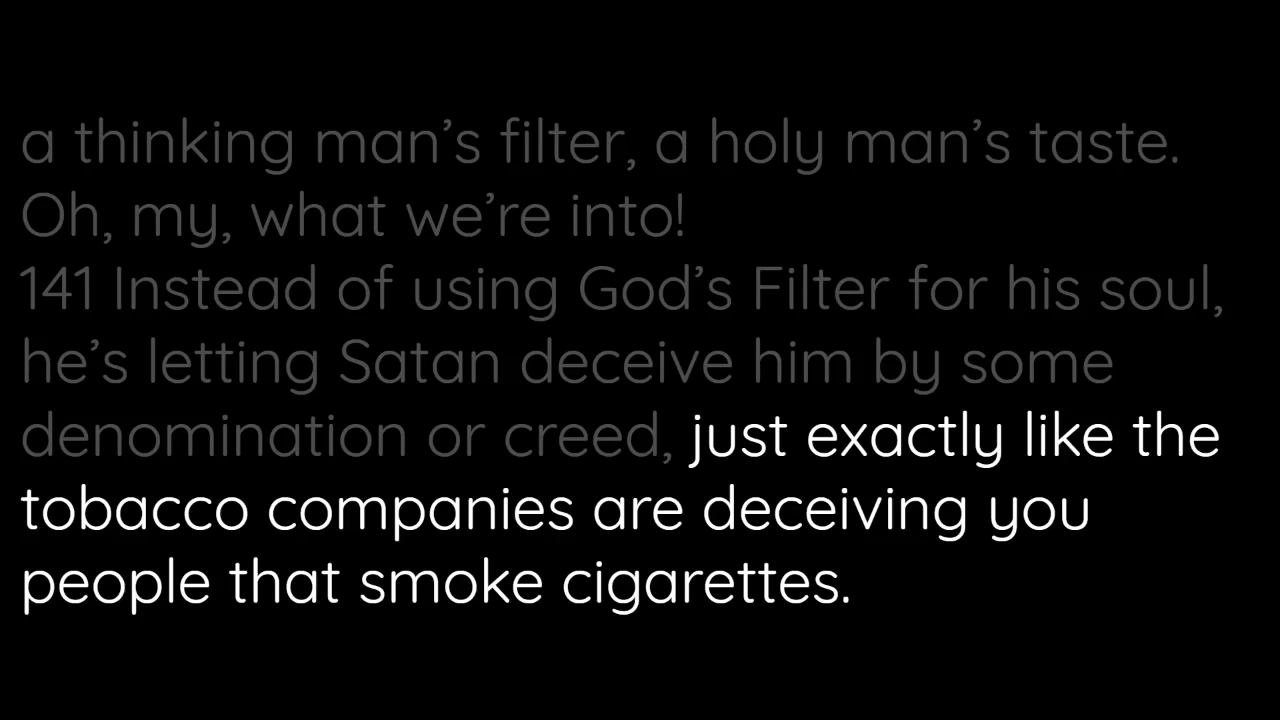 a thinking man’s filter, a holy man’s taste.
Oh, my, what we’re into!
141 Instead of using God’s Filter for his soul,
he’s letting Satan deceive him by some
denomination or creed, just exactly like the
tobacco companies are deceiving you
people that smoke cigarettes.